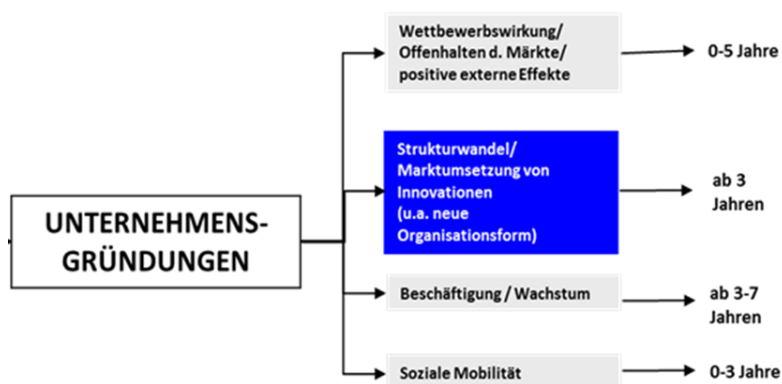 Wettbewerbswirkung/
Offenhalten d. Märkte/
positive externe Effekte
0-5 Jahre
Strukturwandel/
Marktumsetzung von
Innovationen
(u.a. neue
Organisationsform)
ab 3
Jahren
UNTERNEHMENS-
GRÜNDUNGEN
Beschäftigung / Wachstum
ab 3-7
Jahren
Soziale Mobilität
0-3 Jahre